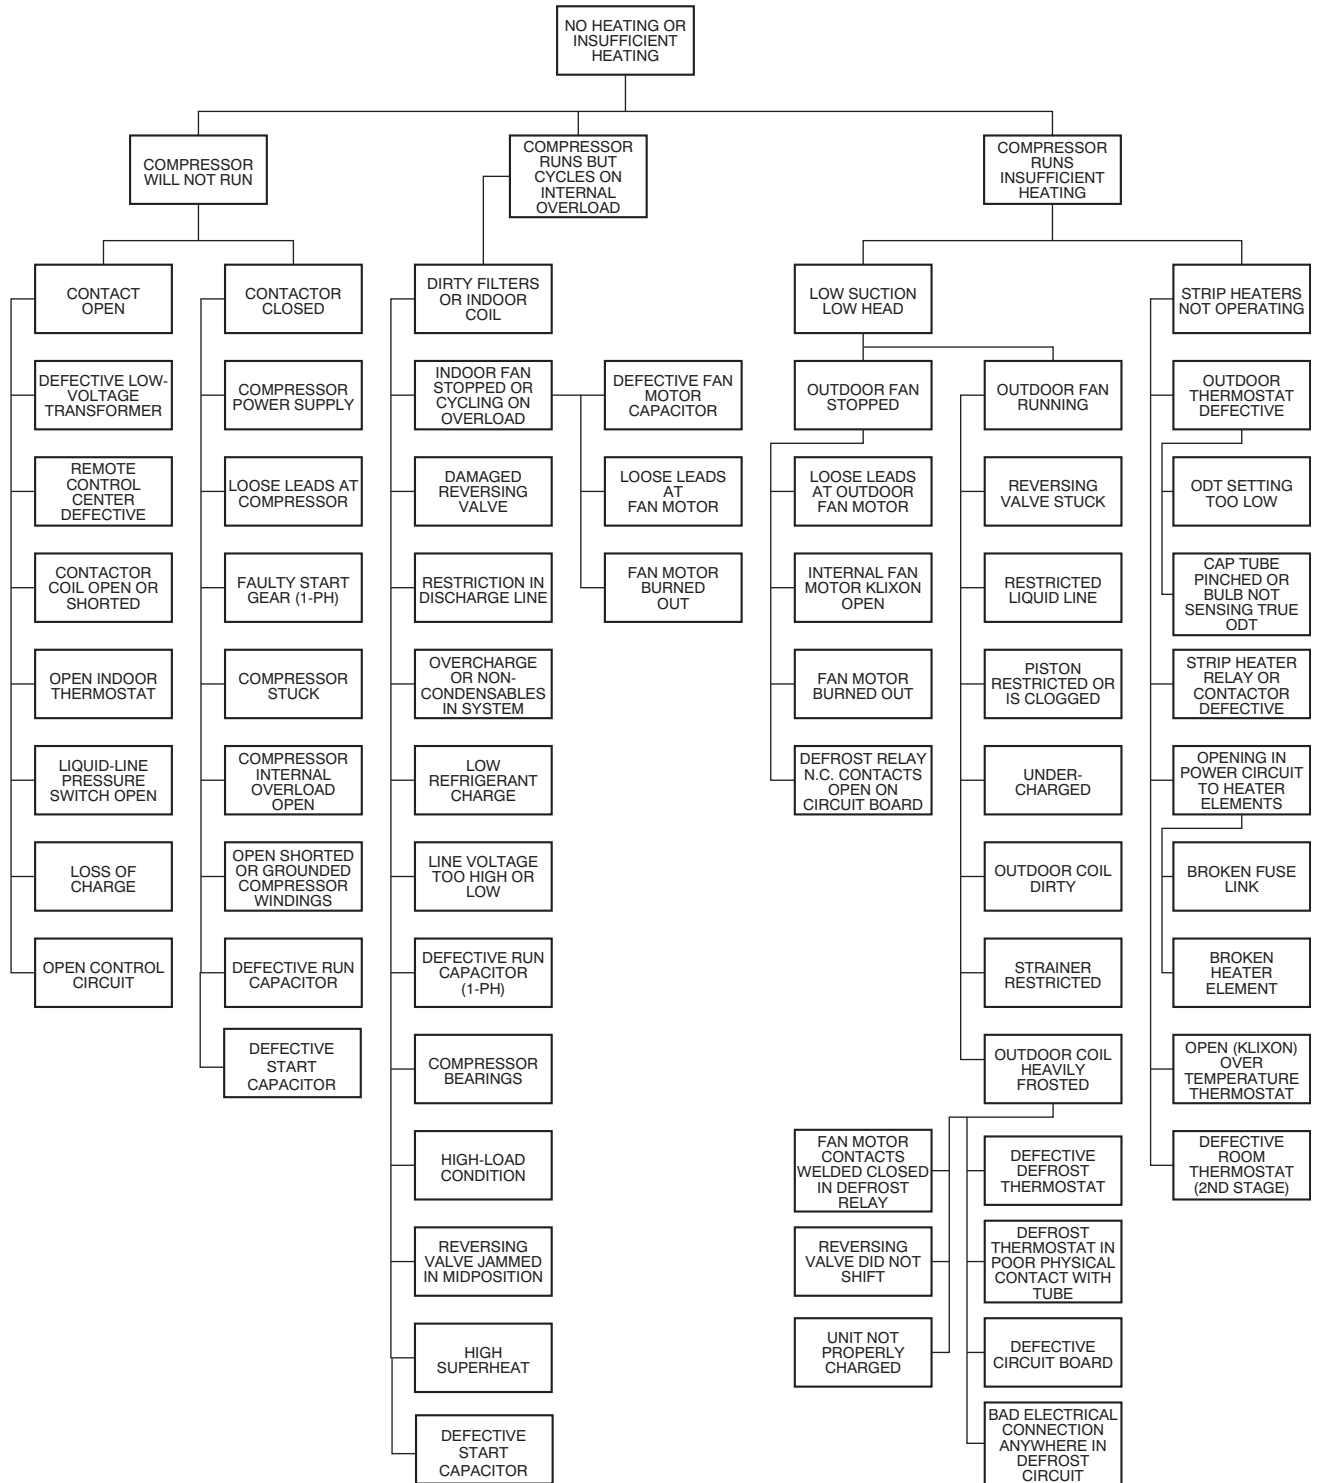 NO HEATING OR
INSUFFICIENT
HEATING
COMPRESSOR
WILL NOT RUN
COMPRESSOR
RUNS BUT
CYCLES ON
INTERNAL
OVERLOAD
COMPRESSOR
RUNS
INSUFFICIENT
HEATING
CONTACT
OPEN
DEFECTIVE LOW-
VOLTAGE
TRANSFORMER
REMOTE
CONTROL
CENTER
DEFECTIVE
CONTACTOR
COIL OPEN OR
SHORTED
OPEN INDOOR
THERMOSTAT
LIQUID-LINE
PRESSURE
SWITCH OPEN
LOSS OF
CHARGE
OPEN CONTROL
CIRCUIT
CONTACTOR
CLOSED
COMPRESSOR
POWER SUPPLY
LOOSE LEADS AT
COMPRESSOR
FAULTY START
GEAR (1-PH)
COMPRESSOR
STUCK
COMPRESSOR
INTERNAL
OVERLOAD
OPEN
OPEN SHORTED
OR GROUNDED
COMPRESSOR
WINDINGS
DEFECTIVE RUN
CAPACITOR
DEFECTIVE
START
CAPACITOR
DIRTY FILTERS
OR INDOOR
COIL
INDOOR FAN
STOPPED OR
CYCLING ON
OVERLOAD
DAMAGED
REVERSING
VALVE
RESTRICTION IN
DISCHARGE LINE
OVERCHARGE
OR NON-
CONDENSABLES
IN SYSTEM
LOW
REFRIGERANT
CHARGE
LINE VOLTAGE
TOO HIGH OR
LOW
DEFECTIVE RUN
CAPACITOR
(1-PH)
COMPRESSOR
BEARINGS
HIGH-LOAD
CONDITION
REVERSING
VALVE JAMMED
IN MIDPOSITION
HIGH
SUPERHEAT
DEFECTIVE
START
CAPACITOR
DEFECTIVE FAN
MOTOR
CAPACITOR
LOOSE LEADS
AT
FAN MOTOR
FAN MOTOR
BURNED
OUT
LOW SUCTION
LOW HEAD
OUTDOOR FAN
STOPPED
LOOSE LEADS
AT OUTDOOR
FAN MOTOR
INTERNAL FAN
MOTOR KLIXON
OPEN
FAN MOTOR
BURNED OUT
DEFROST RELAY
N.C. CONTACTS
OPEN ON
CIRCUIT BOARD
OUTDOOR FAN
RUNNING
REVERSING
VALVE STUCK
RESTRICTED
LIQUID LINE
PISTON
RESTRICTED OR
IS CLOGGED
UNDER-
CHARGED
OUTDOOR COIL
DIRTY
STRAINER
RESTRICTED
OUTDOOR COIL
HEAVILY
FROSTED
FAN MOTOR
CONTACTS
WELDED CLOSED
IN DEFROST
RELAY
REVERSING
VALVE DID NOT
SHIFT
UNIT NOT
PROPERLY
CHARGED
DEFECTIVE
DEFROST
THERMOSTAT
DEFROST
THERMOSTAT IN
POOR PHYSICAL
CONTACT WITH
TUBE
DEFECTIVE
CIRCUIT BOARD
BAD ELECTRICAL
CONNECTION
ANYWHERE IN
DEFROST
CIRCUIT
STRIP HEATERS
NOT OPERATING
OUTDOOR
THERMOSTAT
DEFECTIVE
ODT SETTING
TOO LOW
CAP TUBE
PINCHED OR
BULB NOT
SENSING TRUE
ODT
STRIP HEATER
RELAY OR
CONTACTOR
DEFECTIVE
OPENING IN
POWER CIRCUIT
TO HEATER
ELEMENTS
BROKEN FUSE
LINK
BROKEN
HEATER
ELEMENT
OPEN (KLIXON)
OVER
TEMPERATURE
THERMOSTAT
DEFECTIVE
ROOM
THERMOSTAT
(2ND STAGE)